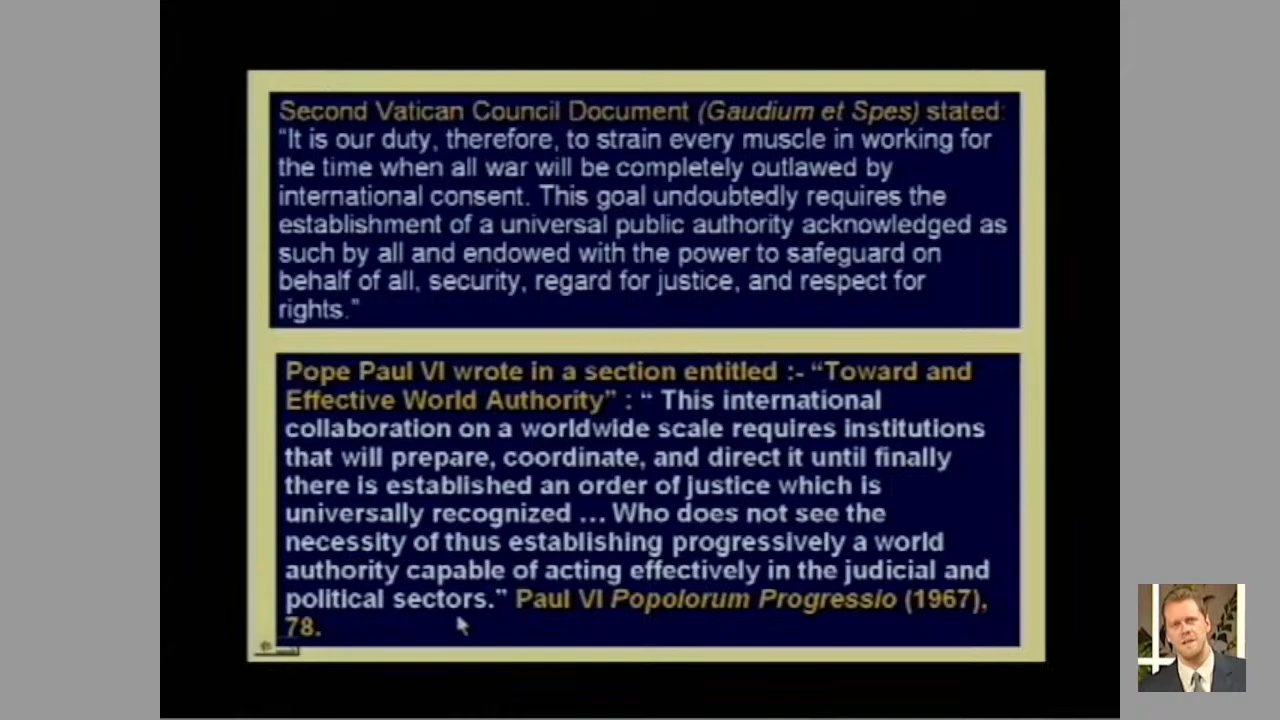 Second Vatican Council Document (Gaudium et Spes) stated:
“It is our duty, therefore, to strain every muscle in working for
the time when all war will be completely outlawed by
international consent. This goal undoubtedly requires the
establishment of a universal public authority acknowledged as
such by all and endowed with the power to safeguard on
behalf of all, security, regard for justice, and respect for
rights.”
Pope Paul VI wrote in a section entitled :- “Toward and
Effective World Authority” : “ This international
collaboration on a worldwide scale requires institutions
that will prepare, coordinate, and direct it until finally
there is established an order of justice which is
universally recognized … Who does not see the
necessity of thus establishing progressively a world
authority capable of acting effectively in the judicial and
political sectors.” Paul VI Popolorum Progressio (1967),
78.